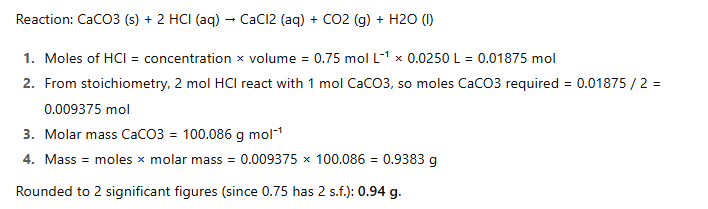 Reaction: CaCO3 (s) + 2 HCl (aq) → CaCl2 (aq) + CO2 (g) + H2O (l)
1. Moles of HCl = concentration × volume = 0.75 mol L⁻¹ × 0.0250 L = 0.01875 mol
2. From stoichiometry, 2 mol HCl react with 1 mol CaCO3, so moles CaCO3 required = 0.01875 / 2 =
0.009375 mol
3. Molar mass CaCO3 = 100.086 g mol⁻¹
4. Mass = moles × molar mass = 0.009375 × 100.086 = 0.9383 g
Rounded to 2 significant figures (since 0.75 has 2 s.f.): 0.94 g.